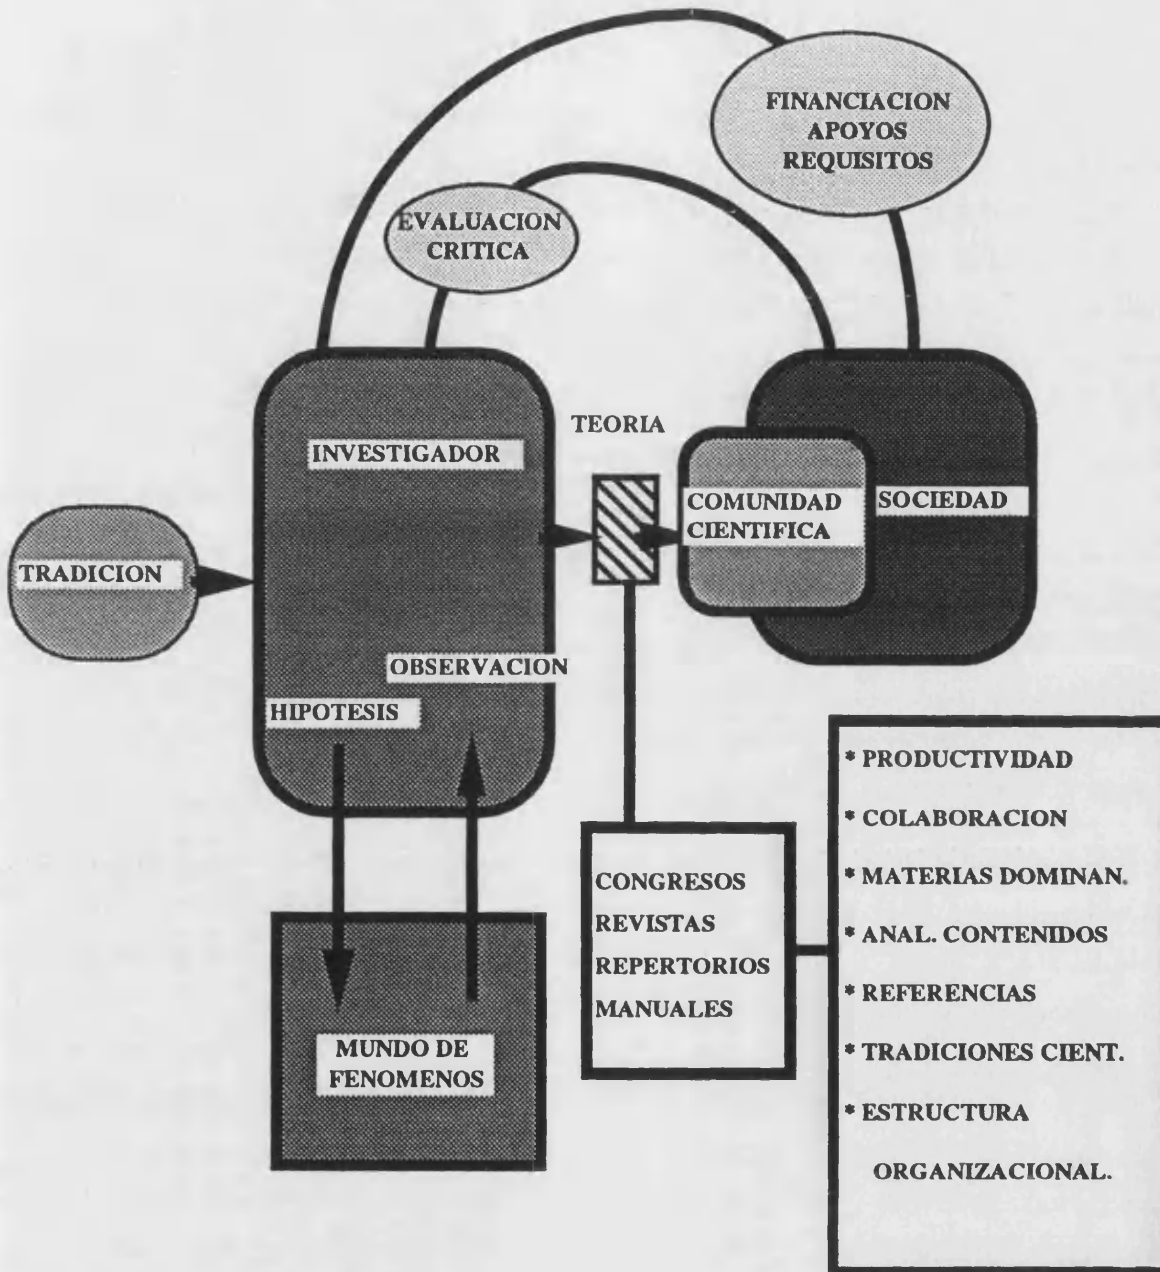 FINANCIACION
APOYOS
REQUISITOS
EVALUACION
CRITICA
TEORIA
INVESTIGADOR
COMUNIDAD
CIENTIFICA
SOCIEDAD
TRADICION
OBSERVACION
HIPOTESIS
MUNDO DE
FENOMENOS
CONGRESOS
REVISTAS
REPERTORIOS
MANUALES
* PRODUCTIVIDAD
* COLABORACION
* MATERIAS DOMINAN.
* ANAL. CONTENIDOS
* REFERENCIAS
* TRADICIONES CIENT.
* ESTRUCTURA
ORGANIZACIONAL.